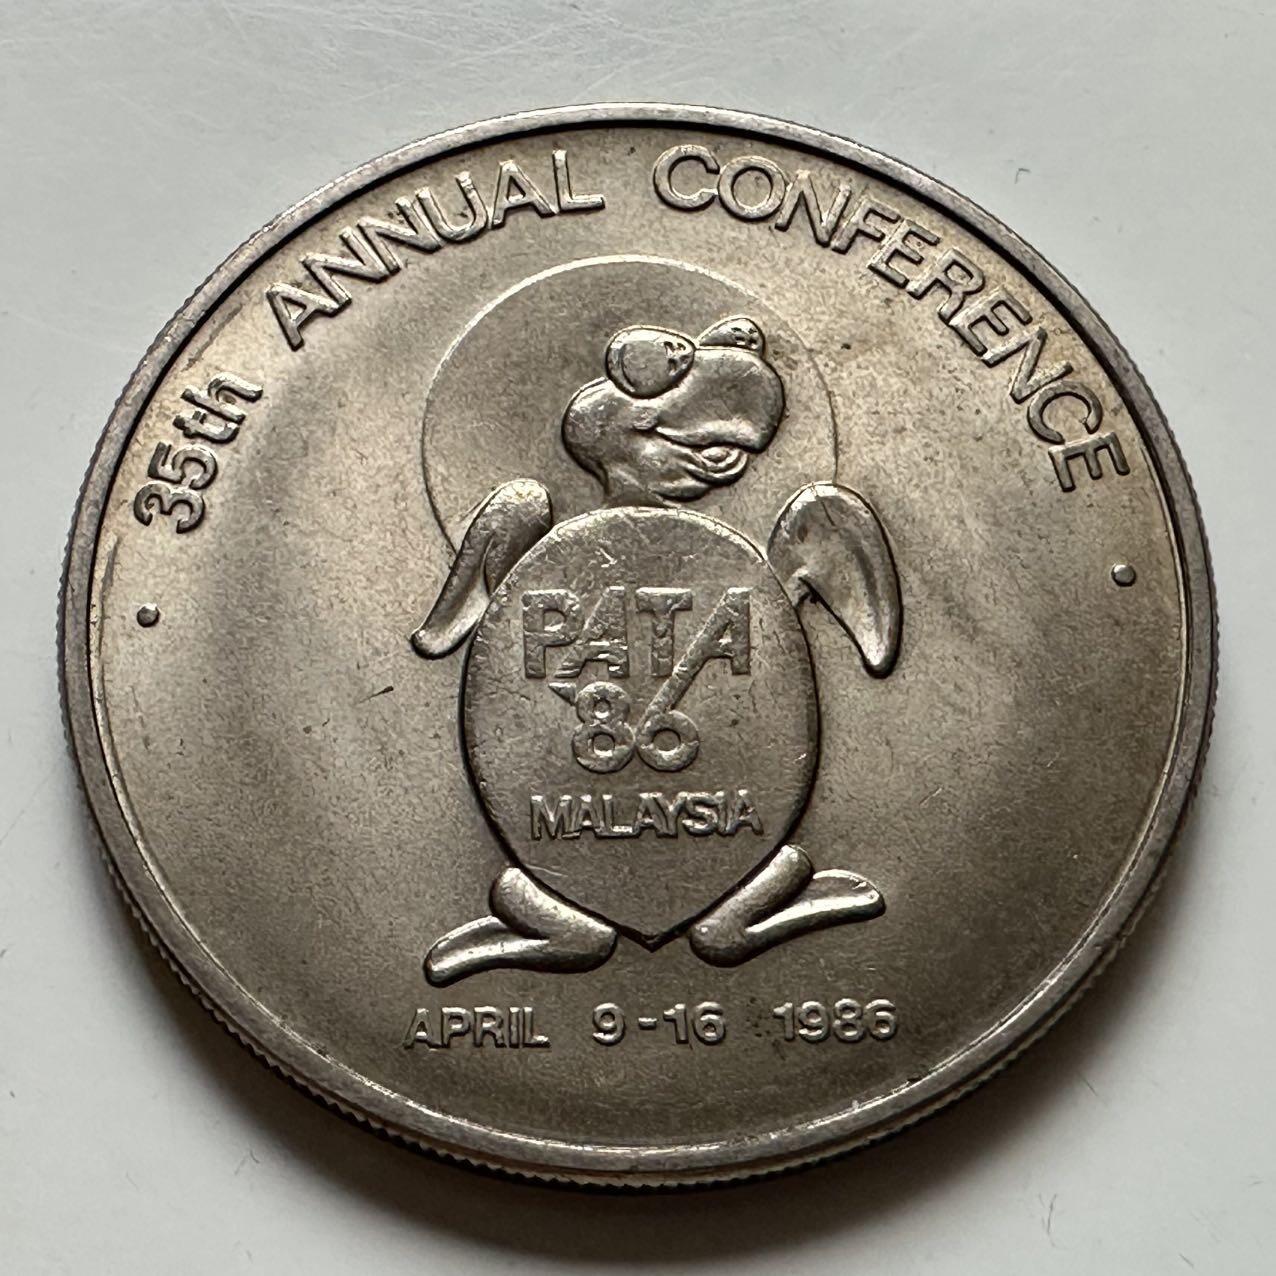 35th ANNUAL CONFERENCE
PATA
'86
MALAYSIA
APRIL 9-16 1986